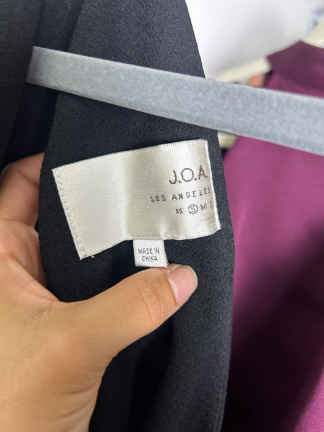 J.O.A
LOS ANGELES
XS S M
MADE IN
CHINA